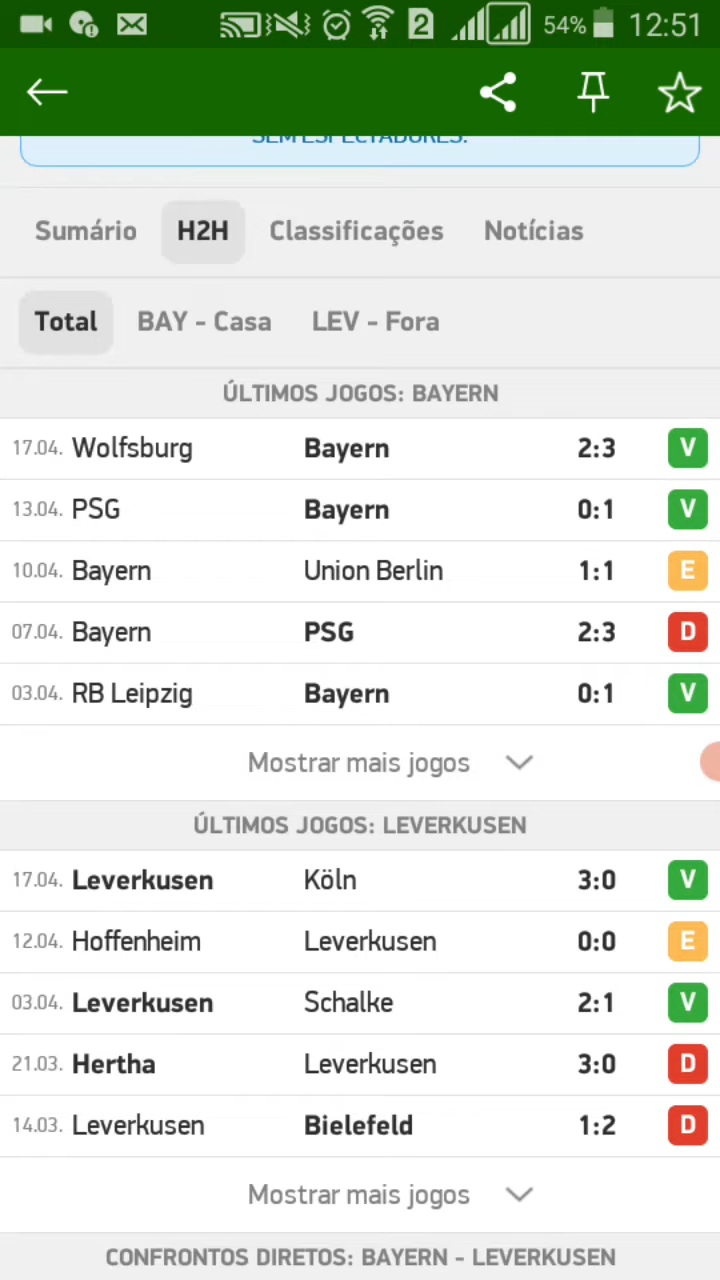 54% 12:51
SEM ESPECTADORES.
Sumário H2H Classificações Notícias
Total BAY - Casa LEV - Fora
ÚLTIMOS JOGOS: BAYERN
17.04. Wolfsburg Bayern 2:3 V
13.04. PSG Bayern 0:1 V
10.04. Bayern Union Berlin 1:1 E
07.04. Bayern PSG 2:3 D
03.04. RB Leipzig Bayern 0:1 V
Mostrar mais jogos
ÚLTIMOS JOGOS: LEVERKUSEN
17.04. Leverkusen Köln 3:0 V
12.04. Hoffenheim Leverkusen 0:0 E
03.04. Leverkusen Schalke 2:1 V
21.03. Hertha Leverkusen 3:0 D
14.03. Leverkusen Bielefeld 1:2 D
Mostrar mais jogos
CONFRONTOS DIRETOS: BAYERN - LEVERKUSEN